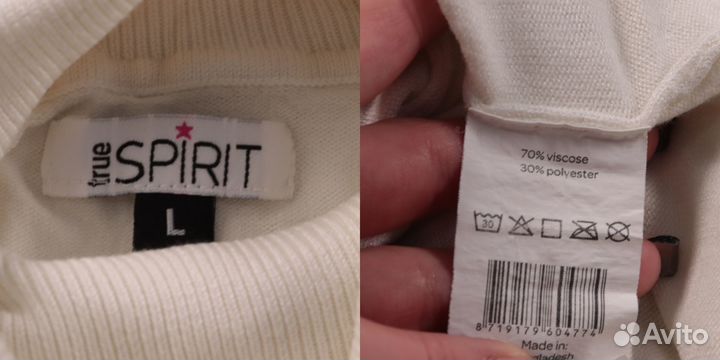 true SPIRIT
L
70% viscose
30% polyester
30
8 719179 604774
Made in:
Avito